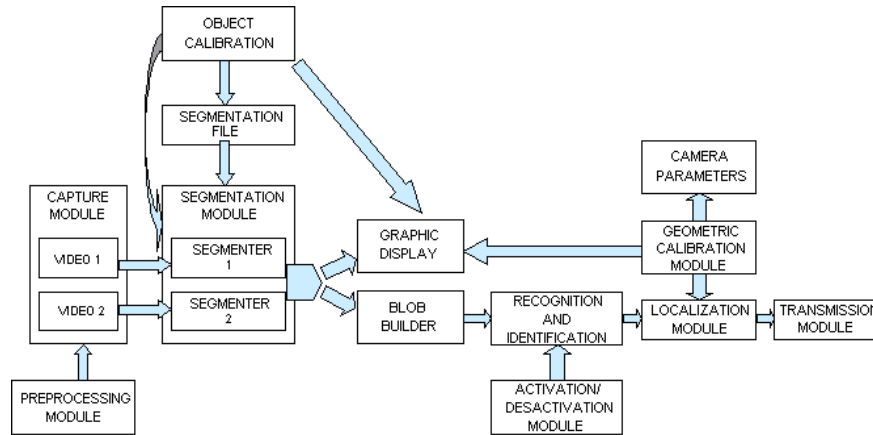 OBJECT
CALIBRATION
SEGMENTATION
FILE
CAMERA
PARAMETERS
CAPTURE
MODULE
SEGMENTATION
MODULE
VIDEO 1
SEGMENTER
1
GRAPHIC
DISPLAY
GEOMETRIC
CALIBRATION
MODULE
VIDEO 2
SEGMENTER
2
BLOB
BUILDER
RECOGNITION
AND
IDENTIFICATION
LOCALIZATION
MODULE
TRANSMISSION
MODULE
PREPROCESSING
MODULE
ACTIVATION/
DESACTIVATION
MODULE